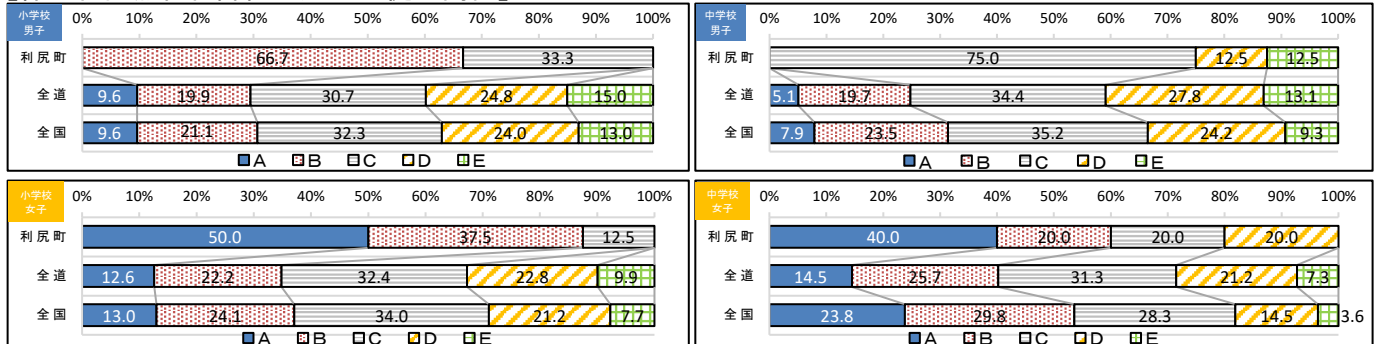 小学校
男子
0% 10% 20% 30% 40% 50% 60% 70% 80% 90% 100%
利尻町 66.7 33.3
全道 9.6 19.9 30.7 24.8 15.0
全国 9.6 21.1 32.3 24.0 13.0
A B C D E
中学校
男子
0% 10% 20% 30% 40% 50% 60% 70% 80% 90% 100%
利尻町 75.0 12.5 12.5
全道 5.1 19.7 34.4 27.8 13.1
全国 7.9 23.5 35.2 24.2 9.3
A B C D E
小学校
女子
0% 10% 20% 30% 40% 50% 60% 70% 80% 90% 100%
利尻町 50.0 37.5 12.5
全道 12.6 22.2 32.4 22.8 9.9
全国 13.0 24.1 34.0 21.2 7.7
A B C D E
中学校
女子
0% 10% 20% 30% 40% 50% 60% 70% 80% 90% 100%
利尻町 40.0 20.0 20.0 20.0
全道 14.5 25.7 31.3 21.2 7.3
全国 23.8 29.8 28.3 14.5 3.6
A B C D E